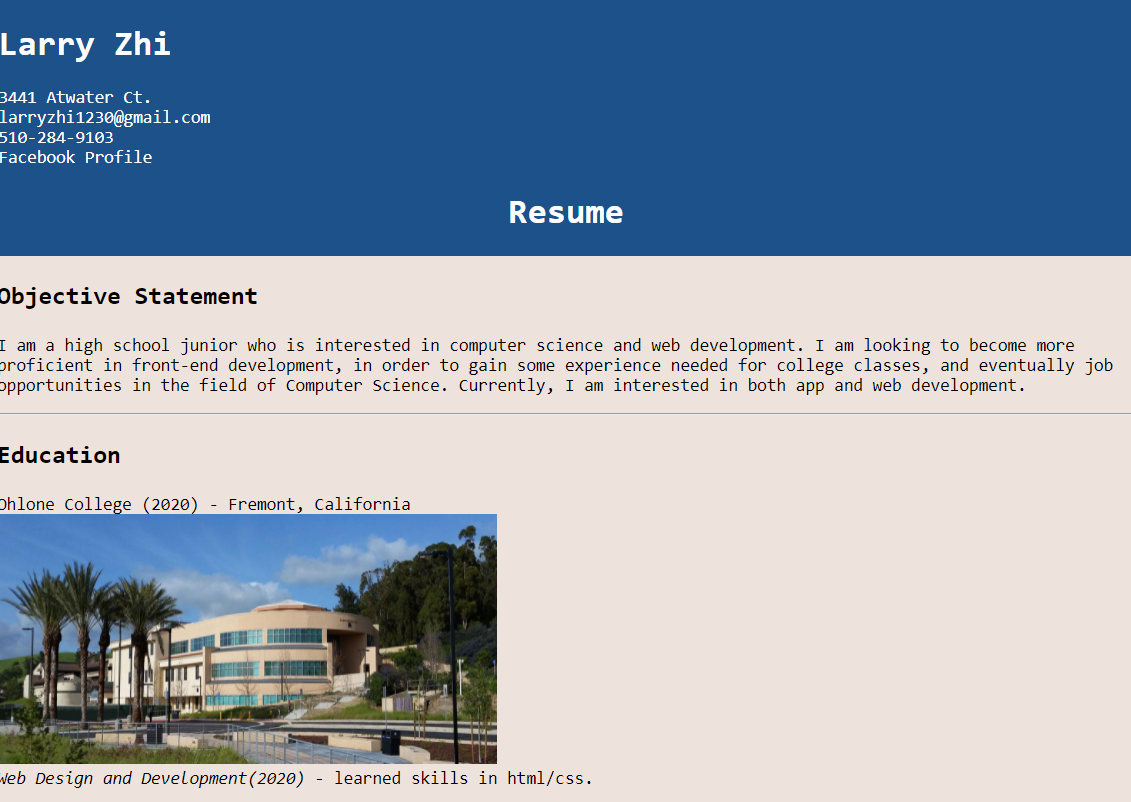 Larry Zhi
3441 Atwater Ct.
larryzhi1230@gmail.com
510-284-9103
Facebook Profile
Resume
Objective Statement
I am a high school junior who is interested in computer science and web development. I am looking to become more
proficient in front-end development, in order to gain some experience needed for college classes, and eventually job
opportunities in the field of Computer Science. Currently, I am interested in both app and web development.
Education
Ohlone College (2020) - Fremont, California
Web Design and Development(2020) - learned skills in html/css.